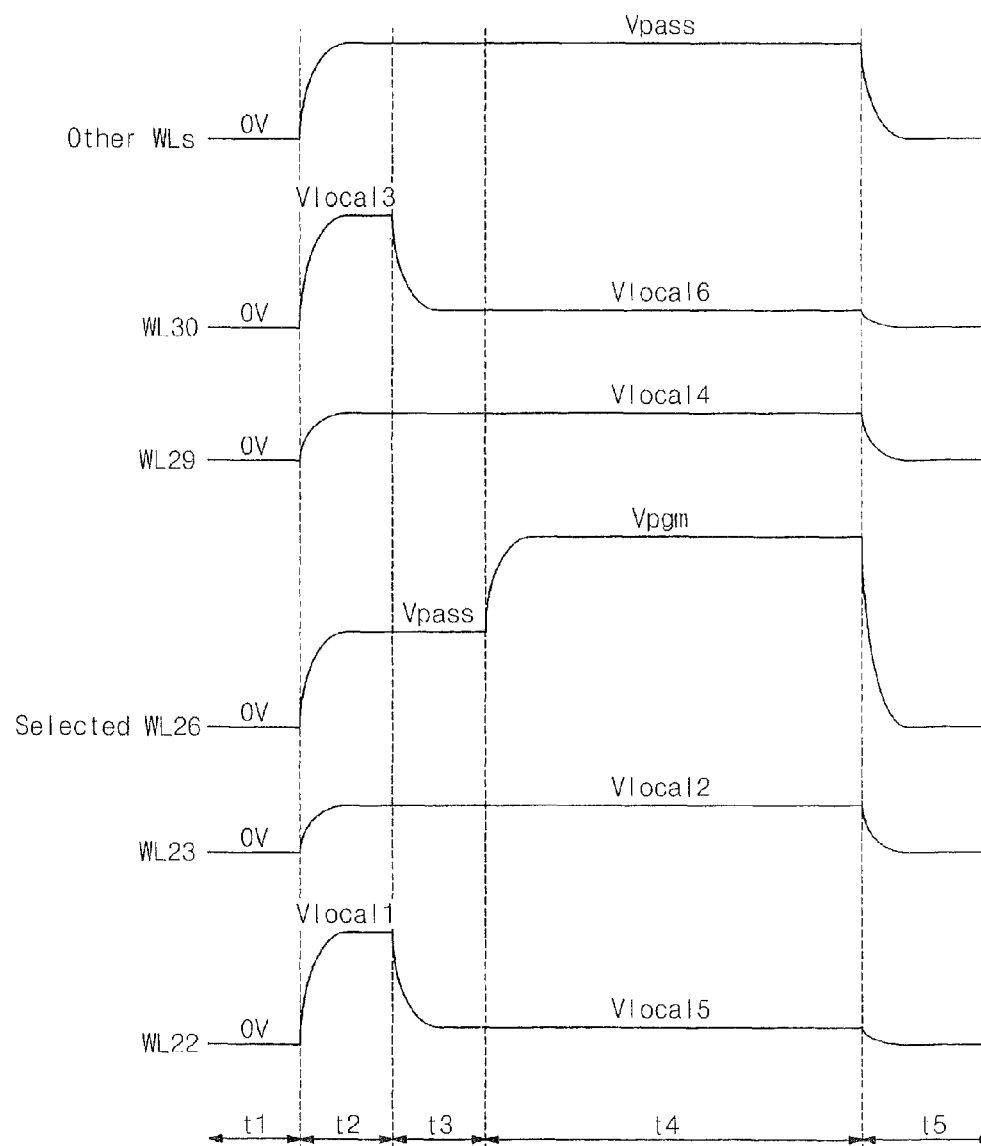 Vpass
Other WLs 0V
Vlocal3
WL30 0V Vlocal6
WL29 0V Vlocal4
Vpgm
Vpass
Selected WL26 0V
Vlocal2
WL23 0V
Vlocal1
WL22 0V Vlocal5
t1 t2 t3 t4 t5